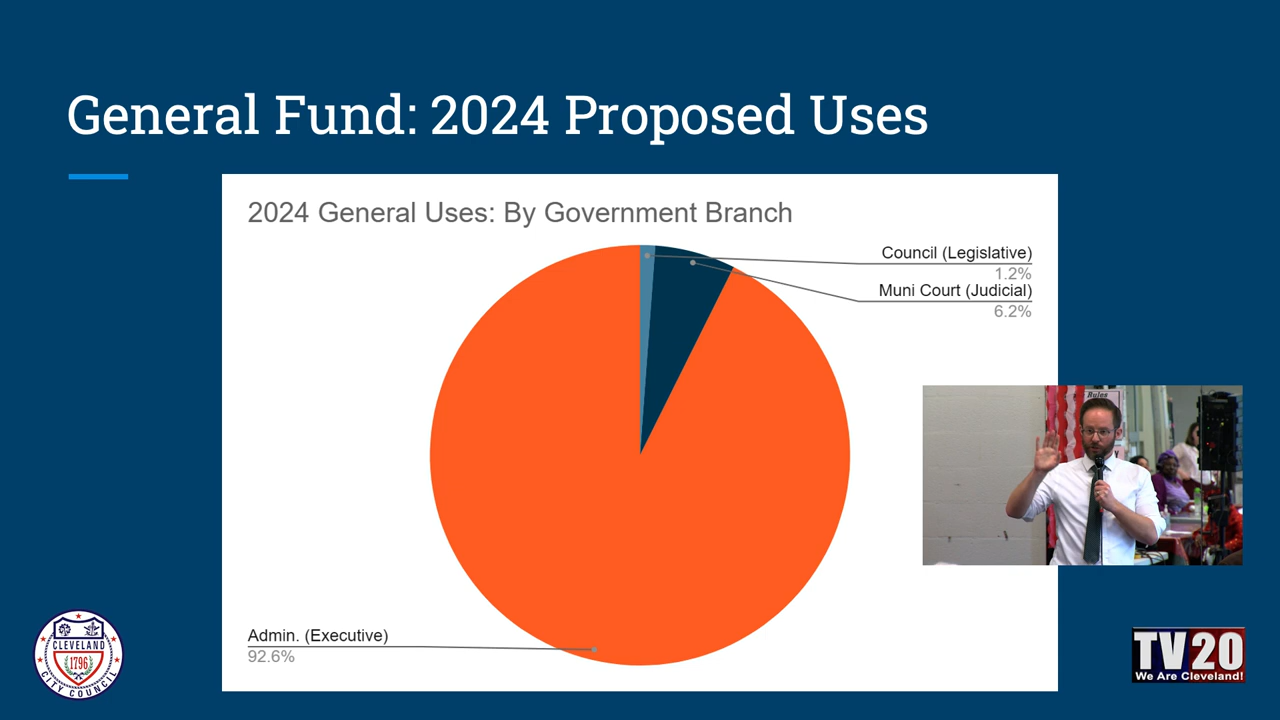 General Fund: 2024 Proposed Uses
2024 General Uses: By Government Branch
Council (Legislative)
1.2%
Muni Court (Judicial)
6.2%
Rules
Admin. (Executive)
92.6%
CLEVELAND
1796
CITY COUNCIL
TV20
We Are Cleveland!